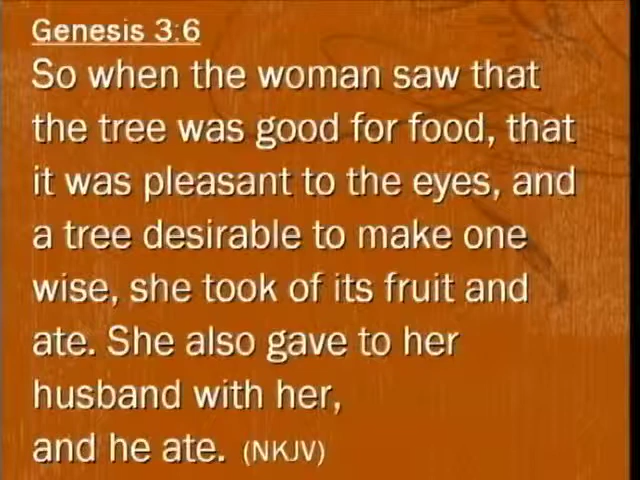 Genesis 3:6
So when the woman saw that
the tree was good for food, that
it was pleasant to the eyes, and
a tree desirable to make one
wise, she took of its fruit and
ate. She also gave to her
husband with her,
and he ate. (NKJV)